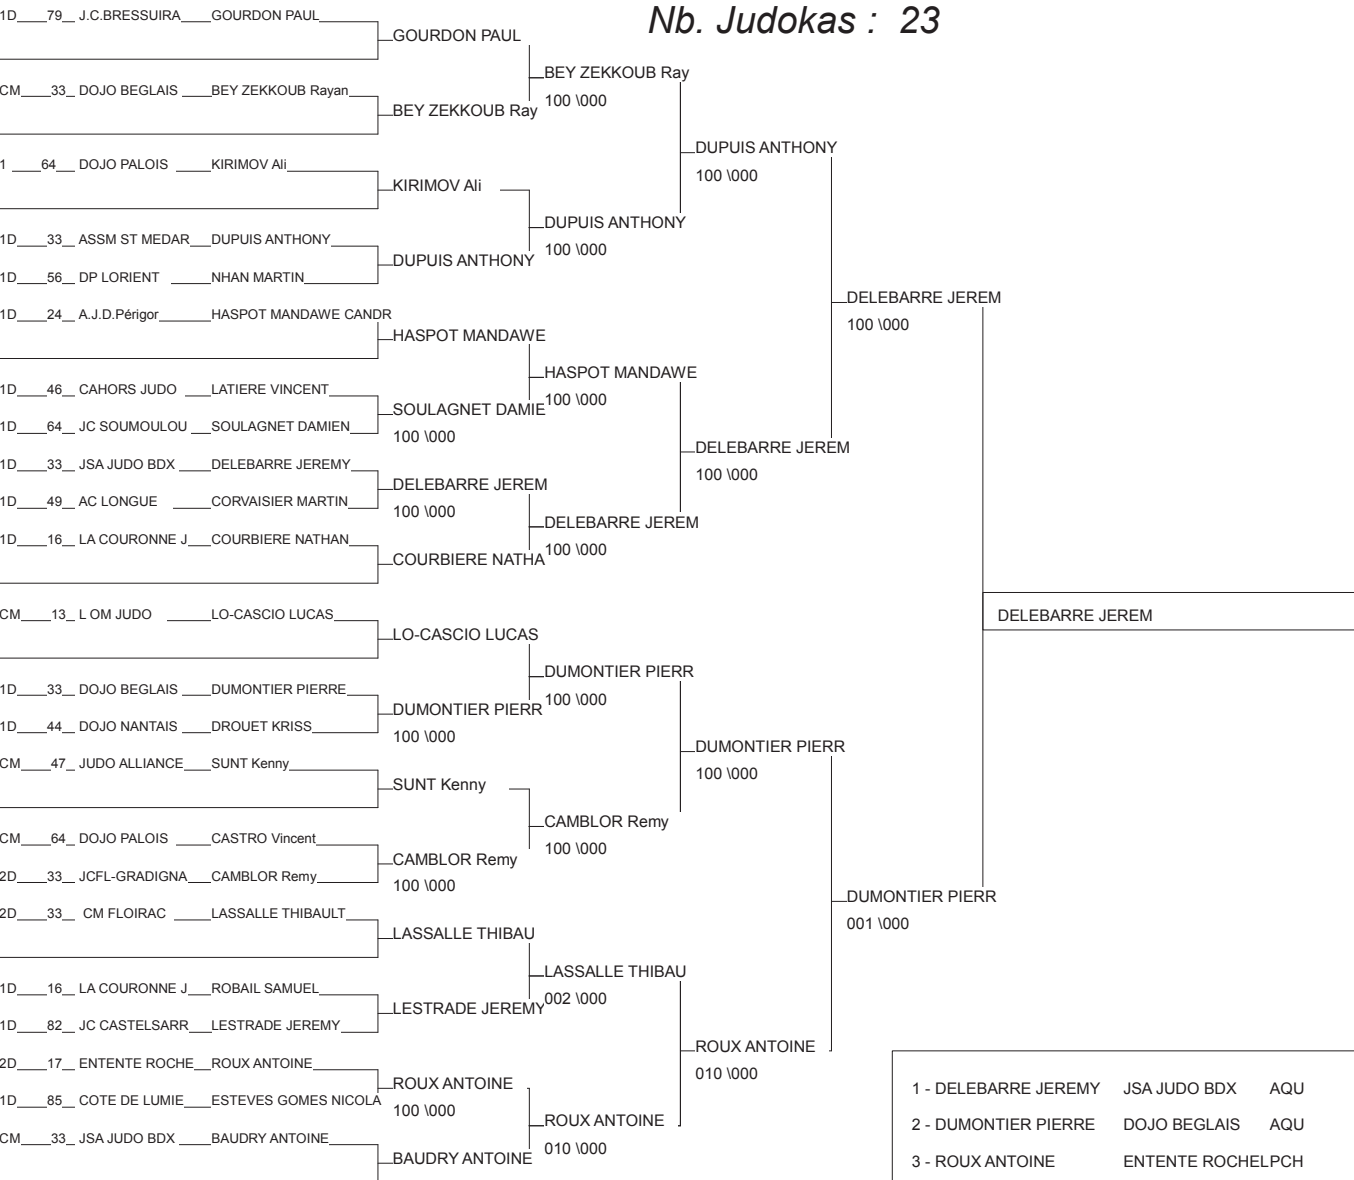 Nb. Judokas : 23
1D 79 J.C.BRESSUIRA GOURDON PAUL
GOURDON PAUL
BEY ZEKKOUB Ray
100 \000
CM 33 DOJO BEGLAIS BEY ZEKKOUB Rayan
BEY ZEKKOUB Ray
DUPUIS ANTHONY
100 \000
1 64 DOJO PALOIS KIRIMOV Ali
KIRIMOV Ali
DUPUIS ANTHONY
100 \000
1D 33 ASSM ST MEDAR DUPUIS ANTHONY
DUPUIS ANTHONY
1D 56 DP LORIENT NHAN MARTIN
DELEBARRE JEREM
100 \000
1D 24 A.J.D.Périgor HASPOT MANDAWE CANDR
HASPOT MANDAWE
HASPOT MANDAWE
100 \000
1D 46 CAHORS JUDO LATIERE VINCENT
SOULAGNET DAMIE
100 \000
1D 64 JC SOUMOULOU SOULAGNET DAMIEN
DELEBARRE JEREM
100 \000
1D 33 JSA JUDO BDX DELEBARRE JEREMY
DELEBARRE JEREM
100 \000
1D 49 AC LONGUE CORVAISIER MARTIN
DELEBARRE JEREM
100 \000
1D 16 LA COURONNE J COURBIERE NATHAN
COURBIERE NATHA
DELEBARRE JEREM
CM 13 L OM JUDO LO-CASCIO LUCAS
LO-CASCIO LUCAS
DUMONTIER PIERR
100 \000
1D 33 DOJO BEGLAIS DUMONTIER PIERRE
DUMONTIER PIERR
100 \000
1D 44 DOJO NANTAIS DROUET KRISS
DUMONTIER PIERR
100 \000
CM 47 JUDO ALLIANCE SUNT Kenny
SUNT Kenny
CAMBLOR Remy
100 \000
CM 64 DOJO PALOIS CASTRO Vincent
CAMBLOR Remy
100 \000
2D 33 JCFL-GRADIGNA CAMBLOR Remy
DUMONTIER PIERR
001 \000
2D 33 CM FLOIRAC LASSALLE THIBAULT
LASSALLE THIBAU
LASSALLE THIBAU
002 \000
1D 16 LA COURONNE J ROBAIL SAMUEL
LESTRADE JEREMY
1D 82 JC CASTELSARR LESTRADE JEREMY
ROUX ANTOINE
010 \000
2D 17 ENTENTE ROCHE ROUX ANTOINE
ROUX ANTOINE
100 \000
1D 85 COTE DE LUMIE ESTEVES GOMES NICOLA
ROUX ANTOINE
010 \000
CM 33 JSA JUDO BDX BAUDRY ANTOINE
BAUDRY ANTOINE
1 - DELEBARRE JEREMY JSA JUDO BDX AQU
2 - DUMONTIER PIERRE DOJO BEGLAIS AQU
3 - ROUX ANTOINE ENTENTE ROCHELPCH